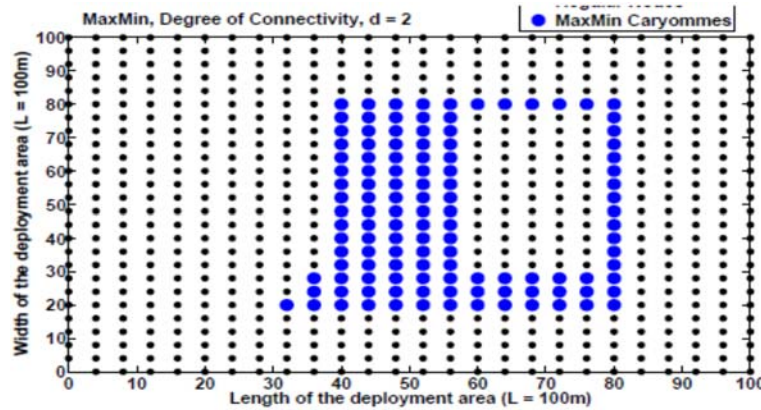 MaxMin, Degree of Connectivity, d = 2
MaxMin Caryommes
Width of the deployment area (L = 100m)
100
90
80
70
60
50
40
30
20
10
0
0 10 20 30 40 50 60 70 80 90 100
Length of the deployment area (L = 100m)